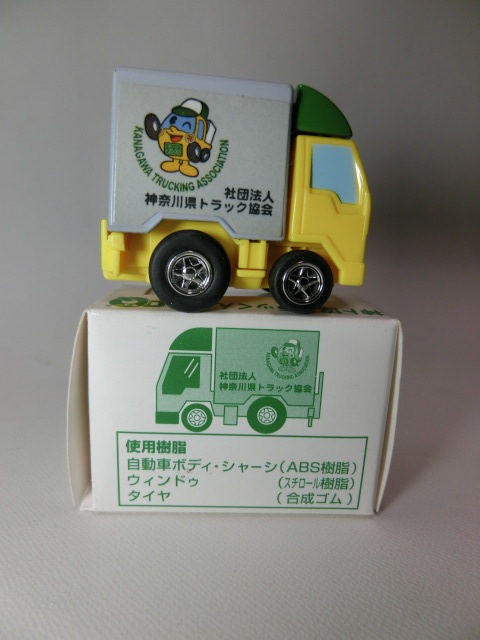 KANAGAWA TRUCKING ASSOCIATION
社団法人
神奈川県トラック協会
KANAGAWA TRUCKING ASSOCIATION
社団法人
神奈川県トラック協会
使用樹脂
自動車ボディ・シャーシ(ABS樹脂)
ウィンドゥ (スチロール樹脂)
タイヤ (合成ゴム)